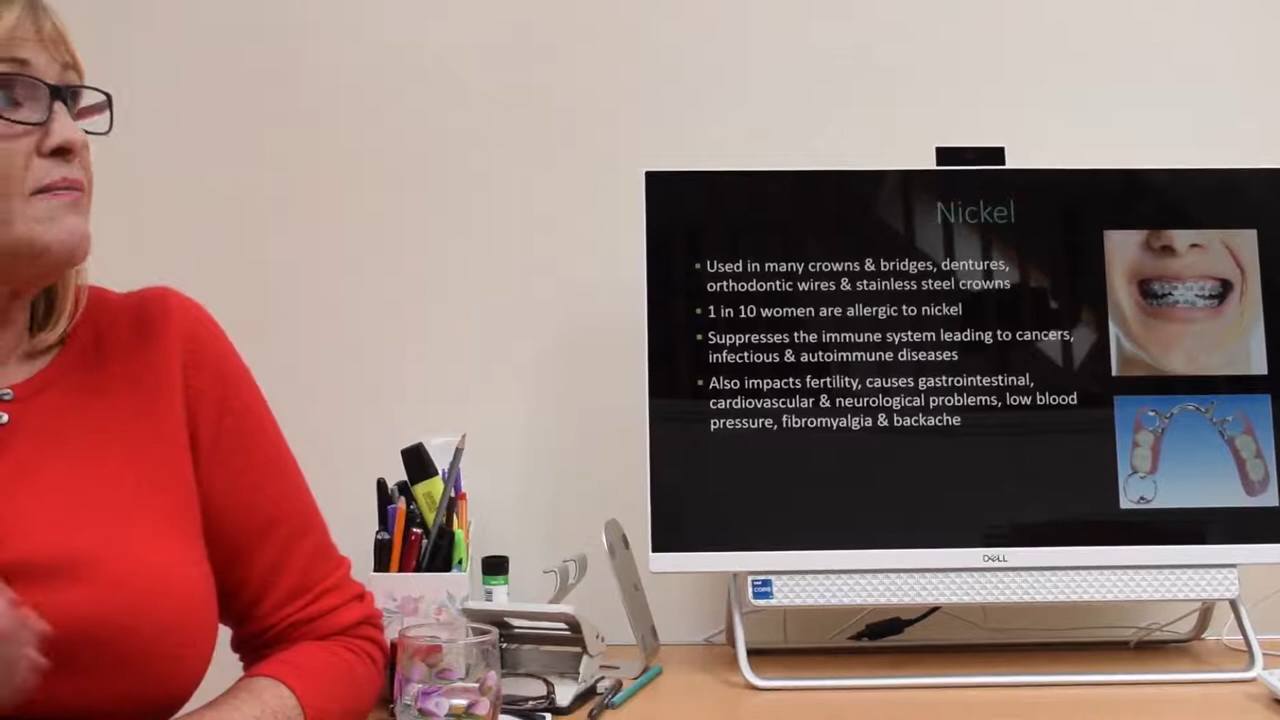 Nickel
▪ Used in many crowns & bridges, dentures,
orthodontic wires & stainless steel crowns
▪ 1 in 10 women are allergic to nickel
▪ Suppresses the immune system leading to cancers,
infectious & autoimmune diseases
▪ Also impacts fertility, causes gastrointestinal,
cardiovascular & neurological problems, low blood
pressure, fibromyalgia & backache
DELL
intel
CORE